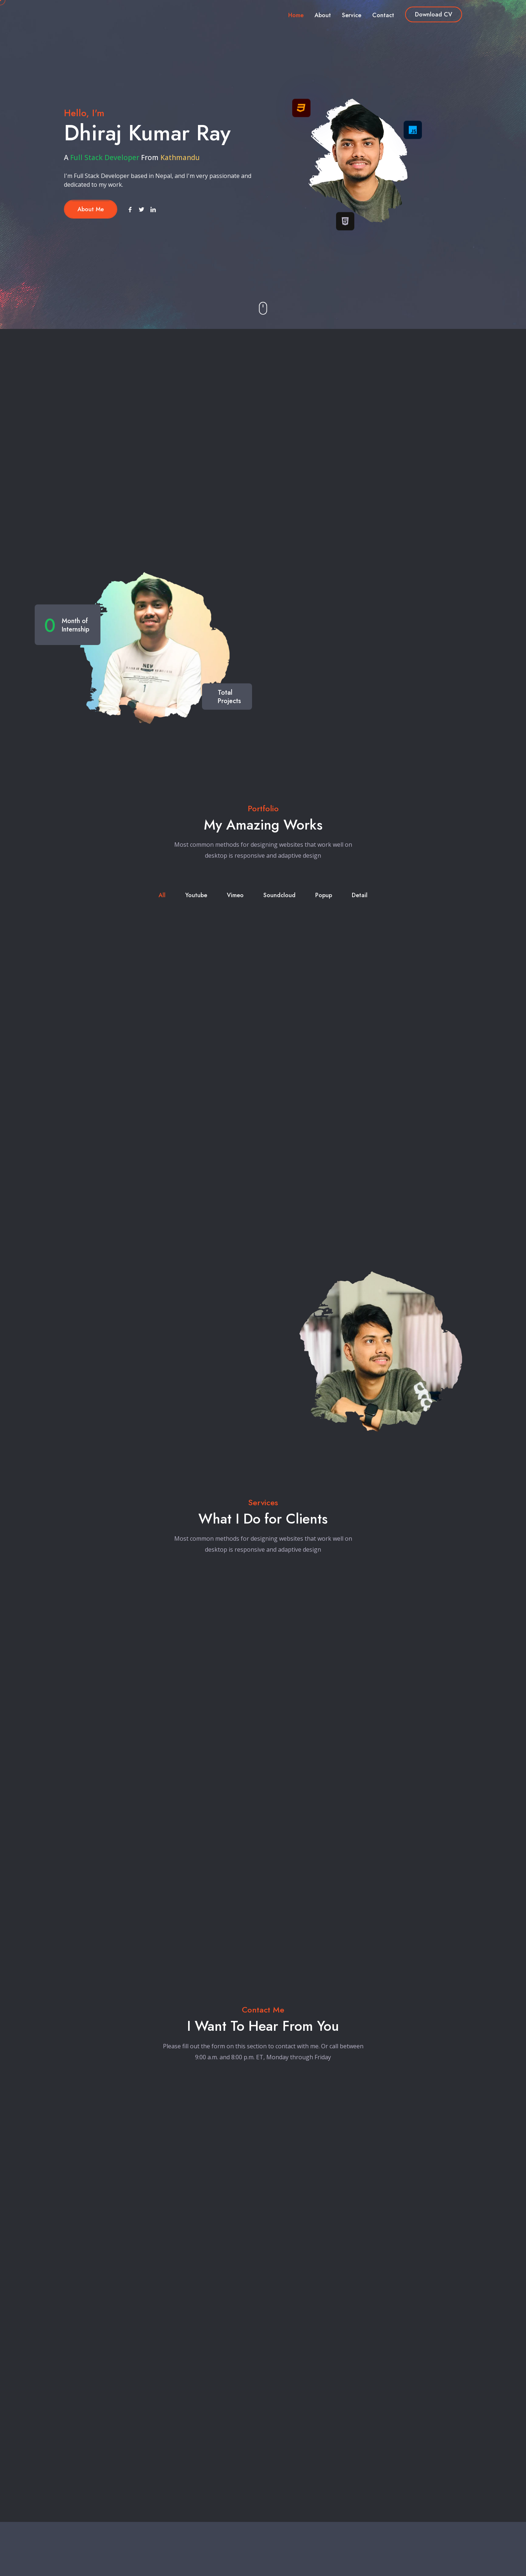 Home About Service Contact Download CV
Hello, I'm
Dhiraj Kumar Ray
A Full Stack Developer From Kathmandu
I'm Full Stack Developer based in Nepal, and I'm very passionate and
dedicated to my work.
About Me
0 Month of
Internship
NEW
Total
Projects
Portfolio
My Amazing Works
Most common methods for designing websites that work well on
desktop is responsive and adaptive design
All Youtube Vimeo Soundcloud Popup Detail
Services
What I Do for Clients
Most common methods for designing websites that work well on
desktop is responsive and adaptive design
Contact Me
I Want To Hear From You
Please fill out the form on this section to contact with me. Or call between
9:00 a.m. and 8:00 p.m. ET, Monday through Friday